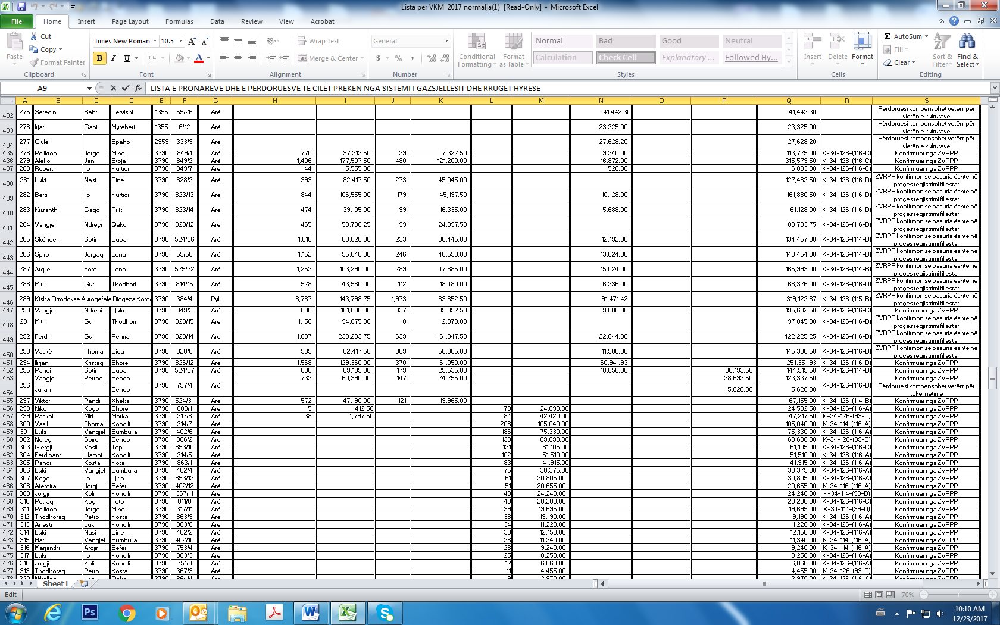 Lista per VKM 2017 normalja(1) [Read-Only] - Microsoft Excel
File Home Insert Page Layout Formulas Data Review View Acrobat
Cut Times New Roman 10.5 Wrap Text General Normal Bad Good Neutral AutoSum
Paste Copy Conditional Formatting Format as Table Insert Delete Format Fill Sort & Filter Find & Select
Format Painter B I U Merge & Center $ % , Calculation Check Cell Explanatory ... Followed Hy... Clear
Clipboard Font Alignment Number Styles Cells Editing
A9 fx LISTA E PRONARËVE DHE E PËRDORUESVE TË CILËT PREKEN NGA SISTEMI I GAZSJELLËSIT DHE RRUGËT HYRËSE
A B C D E F G H I J K L M N O P Q R S
432 275 Sefedin Sabri Dervishi 1355 55/26 Arë 41,442.30 41,442.30 Përdoruesi kompensohet vetëm për vlerën e kulturave
433 276 Irjat Gani Myteberi 1355 6/12 Arë 23,325.00 23,325.00 Përdoruesi kompensohet vetëm për vlerën e kulturave
434 277 Gjyle Spaho 2959 333/9 Arë 27,628.20 27,628.20 Përdoruesi kompensohet vetëm për vlerën e kulturave
435 278 Polikron Jorgo Miho 3790 849/1 Arë 770 97,212.50 29 7,322.50 9,240.00 113,775.00 K-34-126-(116-C) Konfirmuar nga ZVRPP
436 279 Aleko Jani Stoja 3790 849/2 Arë 1,406 177,507.50 480 121,200.00 16,872.00 315,579.50 K-34-126-(116-C) Konfirmuar nga ZVRPP
437 280 Robert Ilo Kurtiqi 3790 849/7 Arë 44 5,555.00 528.00 6,083.00 K-34-126-(116-C) Konfirmuar nga ZVRPP
438 281 Luki Nasi Dine 3790 828/2 Arë 999 82,417.50 273 45,045.00 127,462.50 K-34-126-(116-D) ZVRPP konfirmon se pasuria është në proçes regjistrimi fillestar
439 282 Berti Ilo Kurtiqi 3790 823/13 Arë 844 106,555.00 179 45,197.50 10,128.00 161,880.50 K-34-126-(116-D) ZVRPP konfirmon se pasuria është në proçes regjistrimi fillestar
440 283 Krisanthi Gaqo Prifti 3790 823/14 Arë 474 39,105.00 99 16,335.00 5,688.00 61,128.00 K-34-126-(116-D) ZVRPP konfirmon se pasuria është në proçes regjistrimi fillestar
441 284 Vangjel Ndreçi Qako 3790 823/12 Arë 465 58,706.25 99 24,997.50 83,703.75 K-34-126-(116-D) ZVRPP konfirmon se pasuria është në proçes regjistrimi fillestar
442 285 Skënder Sotir Buba 3790 524/26 Arë 1,016 83,820.00 233 38,445.00 12,192.00 134,457.00 K-34-126-(114-B) ZVRPP konfirmon se pasuria është në proçes regjistrimi fillestar
443 286 Spiro Jorgaq Lena 3790 55/56 Arë 1,152 95,040.00 246 40,590.00 13,824.00 149,454.00 K-34-126-(114-B) ZVRPP konfirmon se pasuria është në proçes regjistrimi fillestar
444 287 Arqile Foto Lena 3790 525/22 Arë 1,252 103,290.00 289 47,685.00 15,024.00 165,999.00 K-34-126-(114-B) ZVRPP konfirmon se pasuria është në proçes regjistrimi fillestar
445 288 Miti Guri Thodhori 3790 814/15 Arë 528 43,560.00 112 18,480.00 6,336.00 68,376.00 K-34-126-(116-D) ZVRPP konfirmon se pasuria është në proçes regjistrimi fillestar
446 289 Kisha Ortodokse Autoqefale Dioqeza Korçë 3790 384/4 Pyll 6,767 143,798.75 1,973 83,852.50 91,471.42 319,122.67 K-34-126-(115-B) ZVRPP konfirmon se pasuria është në proçes regjistrimi fillestar
447 290 Vangjel Ndreci Quko 3790 849/3 Arë 800 101,000.00 337 85,092.50 9,600.00 195,692.50 K-34-126-(116-C) Konfirmuar nga ZVRPP
448 291 Miti Guri Thodhori 3790 828/15 Arë 1,150 94,875.00 18 2,970.00 97,845.00 K-34-126-(116-D) ZVRPP konfirmon se pasuria është në proçes regjistrimi fillestar
449 292 Ferdi Guri Rënxa 3790 828/14 Arë 1,887 238,233.75 639 161,347.50 22,644.00 422,225.25 K-34-126-(116-D) ZVRPP konfirmon se pasuria është në proçes regjistrimi fillestar
450 293 Vaskë Thoma Bida 3790 828/8 Arë 999 82,417.50 309 50,985.00 11,988.00 145,390.50 K-34-126-(116-D) ZVRPP konfirmon se pasuria është në proçes regjistrimi fillestar
451 294 Ilirjan Kristaq Shore 3790 826/12 Arë 1,568 129,360.00 370 61,050.00 60,941.93 251,351.93 K-34-126-(116-D) Konfirmuar nga ZVRPP
452 295 Pandi Sotir Buba 3790 524/27 Arë 838 69,135.00 179 29,535.00 10,056.00 36,193.50 144,919.50 K-34-126-(114-B) Konfirmuar nga ZVRPP
453 296 Vangjo Petraq Bendo 3790 797/4 Arë 732 60,390.00 147 24,255.00 38,692.50 123,337.50 K-34-126-(116-D) Konfirmuar nga ZVRPP
454 Julian Bendo 5,628.00 5,628.00 Përdoruesi kompensohet vetëm për tokën jetime
455 297 Viktor Pandi Xheka 3790 524/31 Arë 572 47,190.00 121 19,965.00 67,155.00 K-34-126-(114-B) Konfirmuar nga ZVRPP
456 298 Niko Koço Shore 3790 803/1 Arë 5 412.50 73 24,090.00 24,502.50 K-34-126-(116-A) Konfirmuar nga ZVRPP
457 299 Paskal Miti Matka 3790 317/8 Arë 38 4,797.50 84 42,420.00 47,217.50 K-34-126-(99-D) Konfirmuar nga ZVRPP
458 300 Vasil Thoma Kondili 3790 314/7 Arë 208 105,040.00 105,040.00 K-34-114-(116-A) Konfirmuar nga ZVRPP
459 301 Luki Vangjel Sumbulla 3790 402/6 Arë 186 75,330.00 75,330.00 K-34-126-(116-A) Konfirmuar nga ZVRPP
460 302 Ndreçi Spiro Bendo 3790 366/2 Arë 138 69,690.00 69,690.00 K-34-126-(99-D) Konfirmuar nga ZVRPP
461 303 Gjergji Vasil Topi 3790 853/10 Arë 121 61,105.00 61,105.00 K-34-126-(116-C) Konfirmuar nga ZVRPP
462 304 Ferdinant Llambi Kondili 3790 314/5 Arë 102 51,510.00 51,510.00 K-34-126-(116-A) Konfirmuar nga ZVRPP
463 305 Pandi Kosta Kota 3790 863/1 Arë 83 41,915.00 41,915.00 K-34-126-(116-A) Konfirmuar nga ZVRPP
464 306 Luki Vangjel Sumbulla 3790 402/4 Arë 75 30,375.00 30,375.00 K-34-126-(116-A) Konfirmuar nga ZVRPP
465 307 Koço Ilo Qirjo 3790 853/12 Arë 61 30,805.00 30,805.00 K-34-126-(116-A) Konfirmuar nga ZVRPP
466 308 Aferdita Jorgji Seferi 3790 402/12 Arë 51 20,655.00 20,655.00 K-34-116-(116-A) Konfirmuar nga ZVRPP
467 309 Jorgji Koli Kondili 3790 367/11 Arë 48 24,240.00 24,240.00 K-34-114-(99-D) Konfirmuar nga ZVRPP
468 310 Petraq Koçi Foto 3790 811/8 Arë 40 20,200.00 20,200.00 K-34-126-(116-C) Konfirmuar nga ZVRPP
469 311 Polikron Jorgo Miho 3790 317/11 Arë 39 19,695.00 19,695.00 K-34-114-(99-D) Konfirmuar nga ZVRPP
470 312 Thodhoraq Petro Kosta 3790 863/9 Arë 38 19,190.00 19,190.00 K-34-126-(116-A) Konfirmuar nga ZVRPP
471 313 Anesti Luki Kondili 3790 863/6 Arë 34 11,220.00 11,220.00 K-34-126-(116-A) Konfirmuar nga ZVRPP
472 314 Luki Nasi Dine 3790 402/2 Arë 30 12,150.00 12,150.00 K-34-126-(116-A) Konfirmuar nga ZVRPP
473 315 Hari Vangjel Sumbulla 3790 402/10 Arë 28 11,340.00 11,340.00 K-34-114-(116-A) Konfirmuar nga ZVRPP
474 316 Marjanthi Argjir Seferi 3790 753/4 Arë 28 9,240.00 9,240.00 K-34-114-(116-A) Konfirmuar nga ZVRPP
475 317 Luki Ilo Kondili 3790 863/3 Arë 25 8,250.00 8,250.00 K-34-126-(116-A) Konfirmuar nga ZVRPP
476 318 Jorgji Koli Kondili 3790 751/3 Arë 12 6,060.00 6,060.00 K-34-126-(116-A) Konfirmuar nga ZVRPP
477 319 Thodhoraq Petro Kosta 3790 367/9 Arë 11 4,455.00 4,455.00 K-34-126-(99-D) Konfirmuar nga ZVRPP
Sheet1
Edit 70%
10:10 AM
12/23/2017